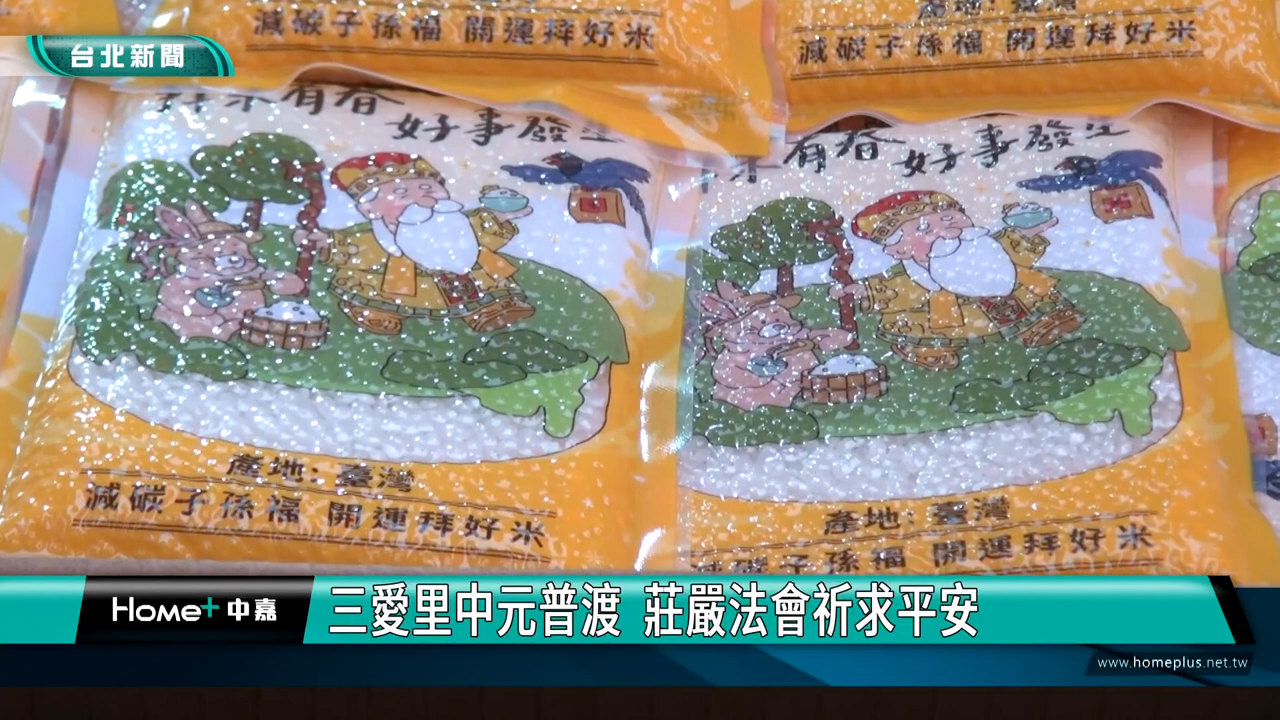 減碳子孫福 開運拜好米
減碳子孫福 開運拜好米
台北新聞
好事發生
有春 好事發生
產地: 臺灣
減碳子孫福 開運拜好米
產地: 臺灣
減碳子孫福 開運拜好米
Home+ 中嘉
三愛里中元普渡 莊嚴法會祈求平安
www.homeplus.net.tw